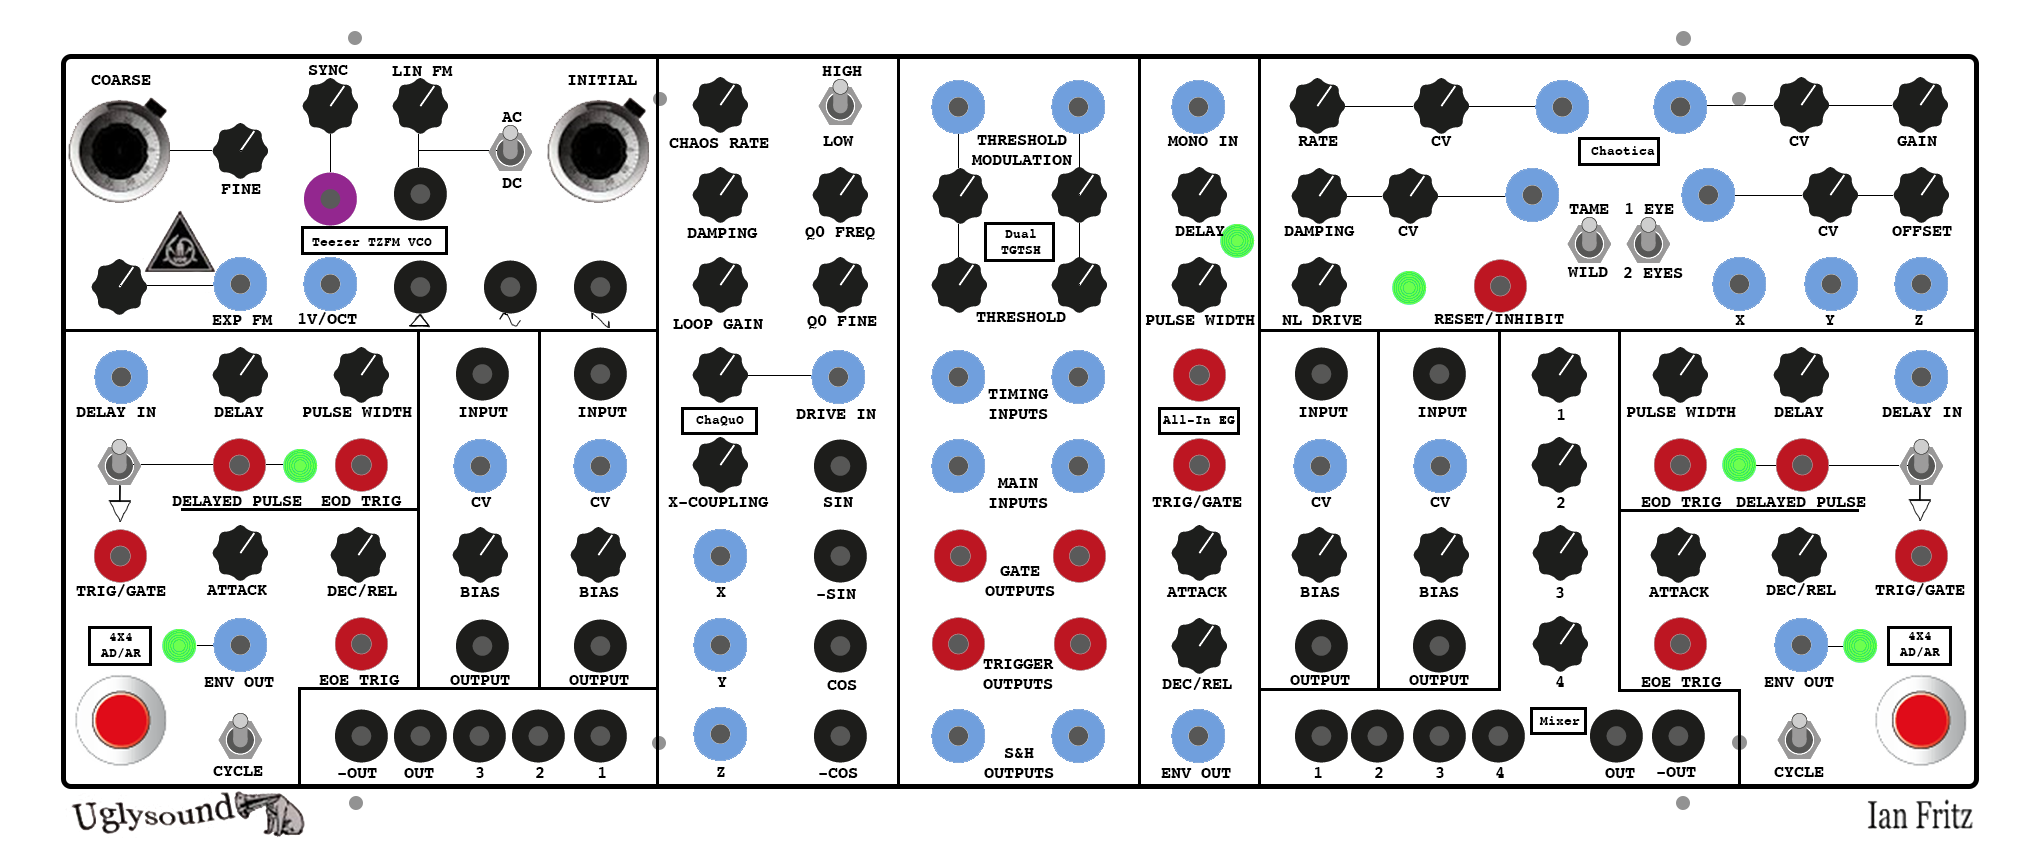 COARSE
SYNC
LIN FM
INITIAL
AC
DC
FINE
Teezer TZFM VCO
EXP FM
1V/OCT
CHAOS RATE
HIGH
LOW
DAMPING
QO FREQ
LOOP GAIN
QO FINE
ChaQuO
DRIVE IN
X-COUPLING
SIN
X
-SIN
Y
COS
Z
-COS
THRESHOLD
MODULATION
Dual
TGTSH
THRESHOLD
TIMING
INPUTS
MAIN
INPUTS
GATE
OUTPUTS
TRIGGER
OUTPUTS
S&H
OUTPUTS
MONO IN
DELAY
PULSE WIDTH
All-In EG
TRIG/GATE
ATTACK
DEC/REL
ENV OUT
RATE
CV
Chaotica
CV
GAIN
DAMPING
CV
TAME
1 EYE
WILD
2 EYES
CV
OFFSET
NL DRIVE
RESET/INHIBIT
X
Y
Z
DELAY IN
DELAY
PULSE WIDTH
DELAYED PULSE
EOD TRIG
TRIG/GATE
ATTACK
DEC/REL
4X4
AD/AR
ENV OUT
EOE TRIG
CYCLE
INPUT
INPUT
CV
CV
BIAS
BIAS
OUTPUT
OUTPUT
-OUT
OUT
3
2
1
INPUT
INPUT
CV
CV
BIAS
BIAS
OUTPUT
OUTPUT
1
2
3
4
1
2
3
4
Mixer
OUT
-OUT
PULSE WIDTH
DELAY
DELAY IN
EOD TRIG
DELAYED PULSE
ATTACK
DEC/REL
TRIG/GATE
EOE TRIG
ENV OUT
4X4
AD/AR
CYCLE
Uglysound
Ian Fritz